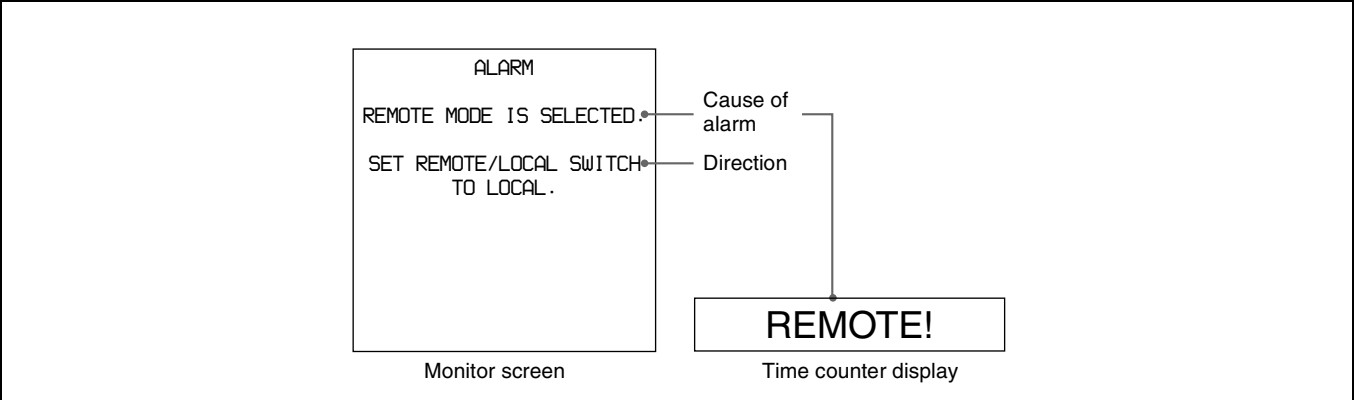 ALARM
REMOTE MODE IS SELECTED.
SET REMOTE/LOCAL SWITCH
TO LOCAL.
Cause of
alarm
Direction
REMOTE!
Monitor screen
Time counter display